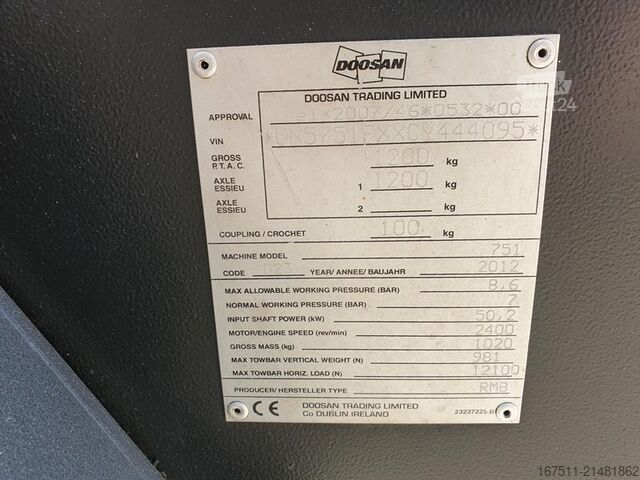 DOOSAN
DOOSAN TRADING LIMITED
APPROVAL *2007/46*0532*00
VIN
GROSS P.T.A.C. 1200 kg
AXLE ESSIEU 1 1200 kg
AXLE ESSIEU 2 kg
COUPLING / CROCHET 100 kg
MACHINE MODEL 751
CODE YEAR/ ANNEE/ BAUJAHR 2012
MAX ALLOWABLE WORKING PRESSURE (BAR) 8,6
NORMAL WORKING PRESSURE (BAR) 7
INPUT SHAFT POWER (kW) 50,2
MOTOR/ENGINE SPEED (rev/min) 2400
GROSS MASS (kg) 1020
MAX TOWBAR VERTICAL WEIGHT (N) 981
MAX TOWBAR HORIZ. LOAD (N) 12100
PRODUCER/ HERSTELLER TYPE RMB
CE DOOSAN TRADING LIMITED
Co DUBLIN IRELAND 23237225.B
167511-21481862